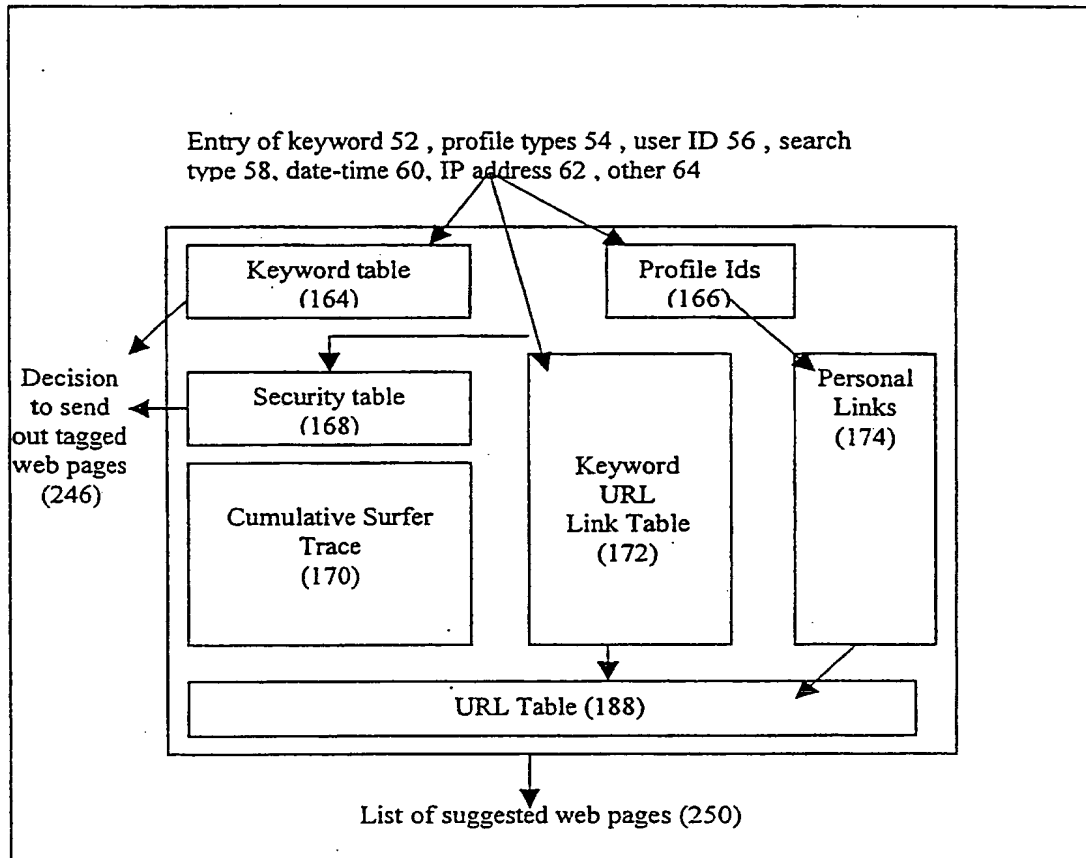 Entry of keyword 52 , profile types 54 , user ID 56 , search
type 58, date-time 60, IP address 62 , other 64
Keyword table
(164)
Profile Ids
(166)
Decision
to send
out tagged
web pages
(246)
Security table
(168)
Personal
Links
(174)
Cumulative Surfer
Trace
(170)
Keyword
URL
Link Table
(172)
URL Table (188)
List of suggested web pages (250)